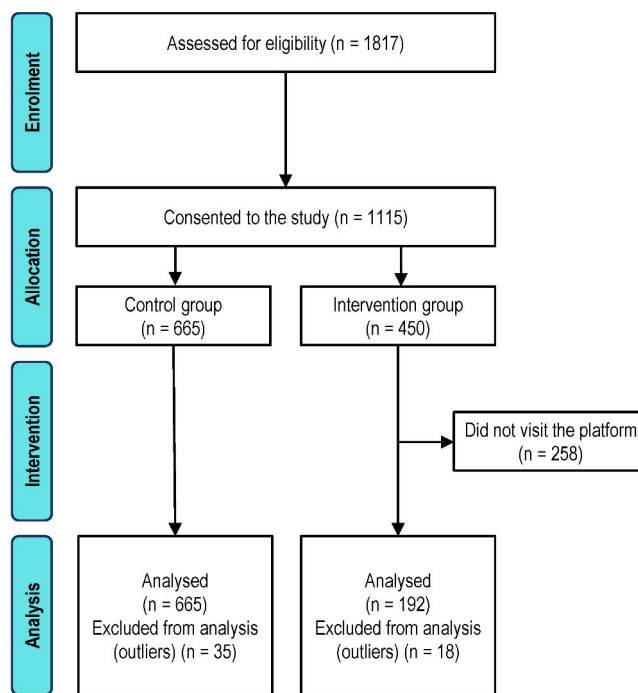 Enrolment
Assessed for eligibility (n = 1817)
Allocation
Consented to the study (n = 1115)
Control group
(n = 665)
Intervention group
(n = 450)
Intervention
Did not visit the platform
(n = 258)
Analysis
Analysed
(n = 665)
Excluded from analysis
(outliers) (n = 35)
Analysed
(n = 192)
Excluded from analysis
(outliers) (n = 18)